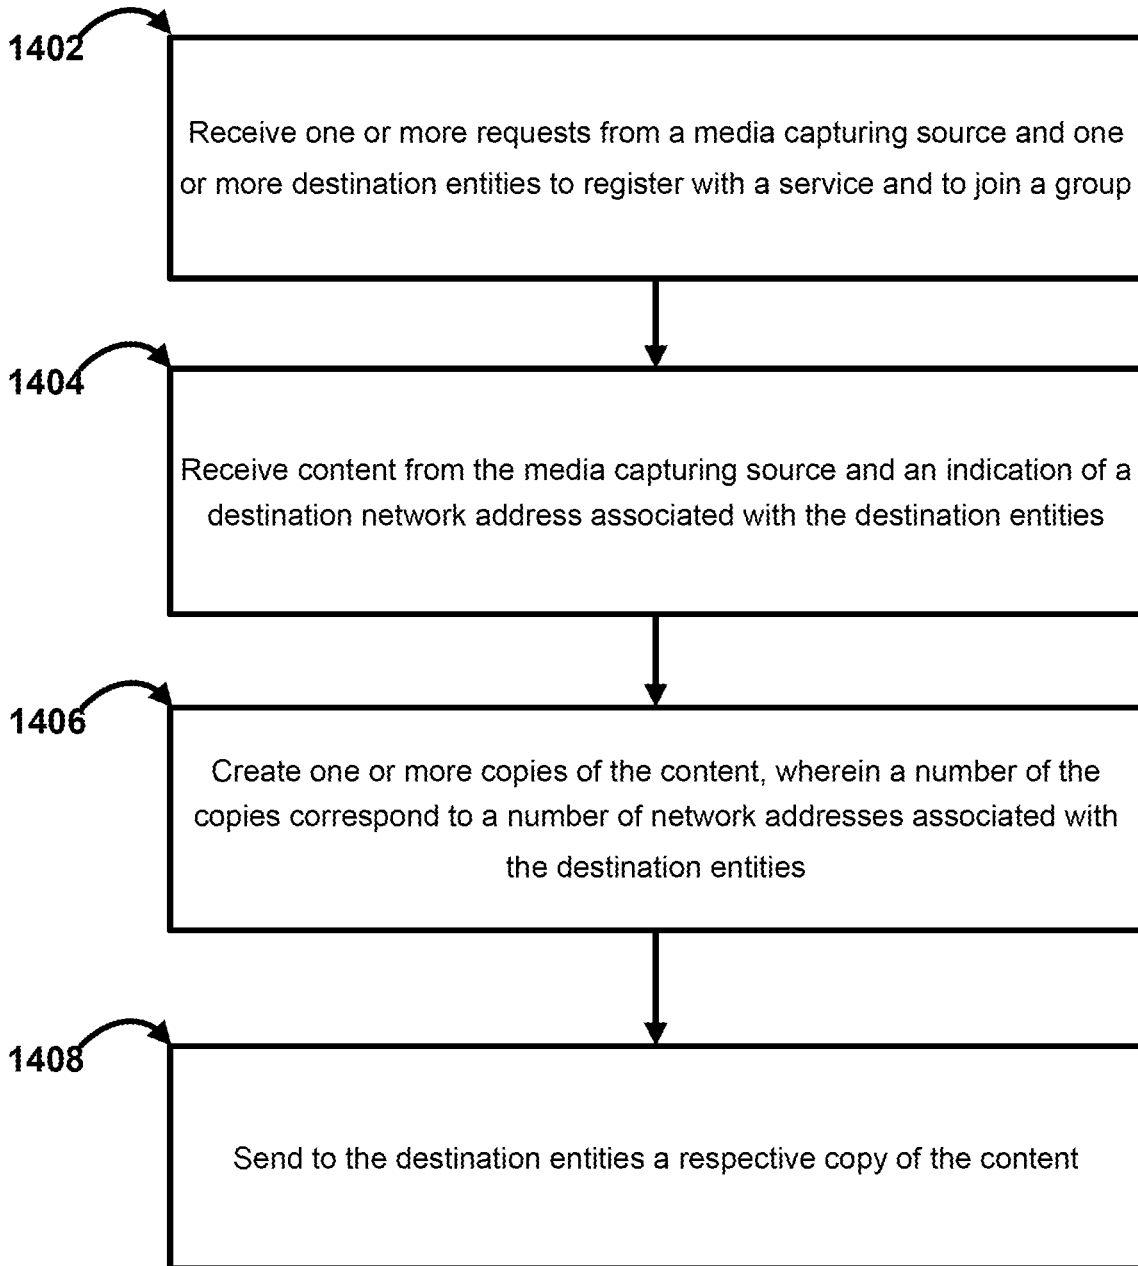 1402
Receive one or more requests from a media capturing source and one
or more destination entities to register with a service and to join a group
1404
Receive content from the media capturing source and an indication of a
destination network address associated with the destination entities
1406
Create one or more copies of the content, wherein a number of the
copies correspond to a number of network addresses associated with
the destination entities
1408
Send to the destination entities a respective copy of the content